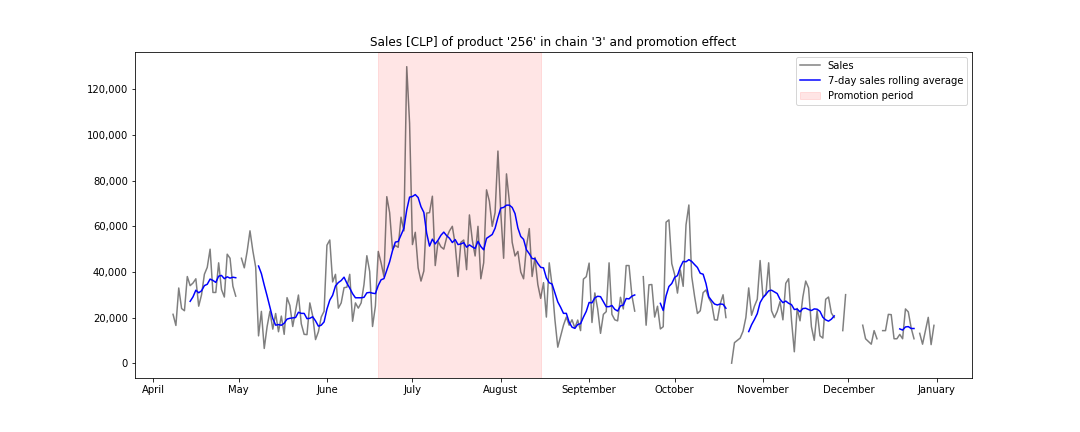 Sales [CLP] of product '256' in chain '3' and promotion effect
Sales
7-day sales rolling average
Promotion period
120,000
100,000
80,000
60,000
40,000
20,000
0
April May June July August September October November December January